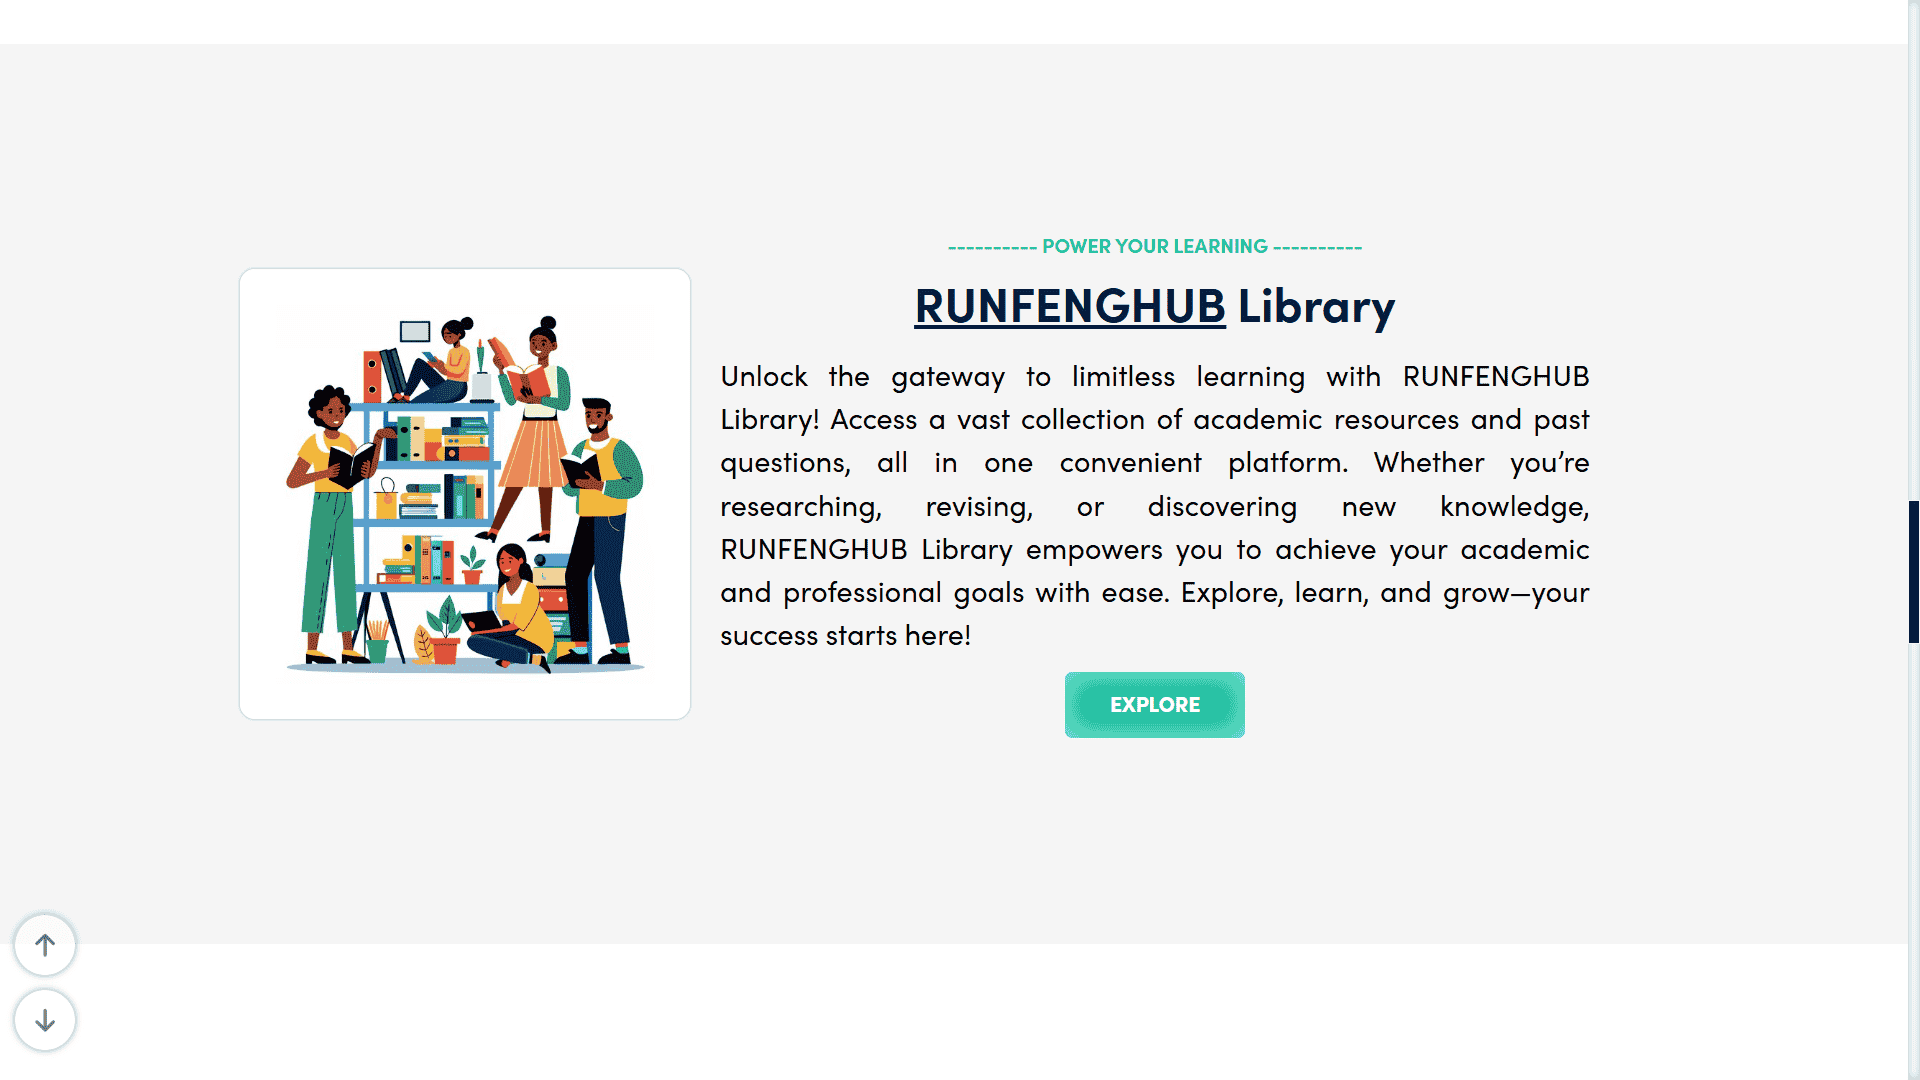 ---------- POWER YOUR LEARNING ----------
RUNFENGHUB Library
Unlock the gateway to limitless learning with RUNFENGHUB
Library! Access a vast collection of academic resources and past
questions, all in one convenient platform. Whether you’re
researching, revising, or discovering new knowledge,
RUNFENGHUB Library empowers you to achieve your academic
and professional goals with ease. Explore, learn, and grow—your
success starts here!
EXPLORE